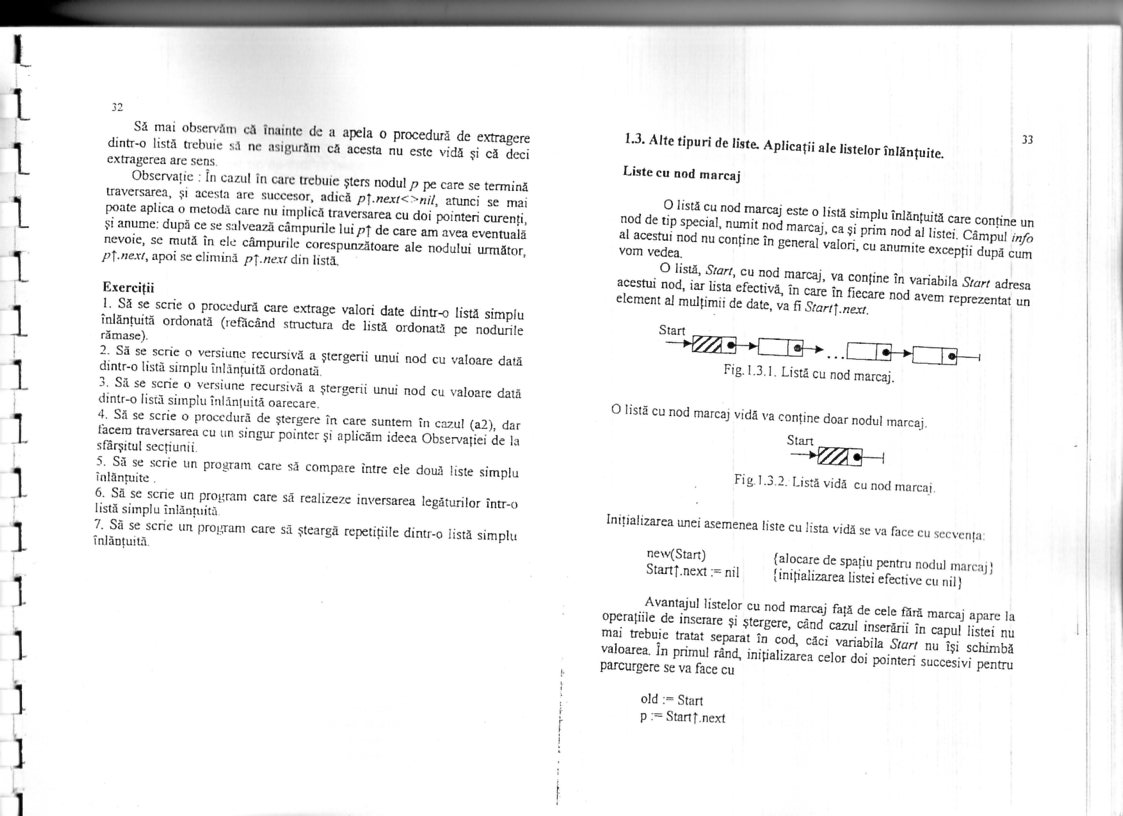 32
Să mai observăm că înainte de a apela o procedură de extragere
dintr-o listă trebuie să ne asigurăm că acesta nu este vidă şi că deci
extragerea are sens.
Observaţie : În cazul în care trebuie şters nodul p pe care se termină
traversarea, şi acesta are succesor, adică p↑.next<>nil, atunci se mai
poate aplica o metodă care nu implică traversarea cu doi pointeri curenţi,
şi anume: după ce se salvează câmpurile lui p↑ de care am avea eventuală
nevoie, se mută în ele câmpurile corespunzătoare ale nodului următor,
p↑.next, apoi se elimină p↑.next din listă.
Exerciţii
1. Să se scrie o procedură care extrage valori date dintr-o listă simplu
înlănţuită ordonată (refăcând structura de listă ordonată pe nodurile
rămase).
2. Să se scrie o versiune recursivă a ştergerii unui nod cu valoare dată
dintr-o listă simplu înlănţuită ordonată.
3. Să se scrie o versiune recursivă a ştergerii unui nod cu valoare dată
dintr-o listă simplu înlănţuită oarecare.
4. Să se scrie o procedură de ştergere în care suntem în cazul (a2), dar
facem traversarea cu un singur pointer şi aplicăm ideea Observaţiei de la
sfârşitul secţiunii.
5. Să se scrie un program care să compare între ele două liste simplu
înlănţuite .
6. Să se scrie un program care să realizeze inversarea legăturilor într-o
listă simplu înlănţuită
7. Să se scrie un program care să şteargă repetiţiile dintr-o listă simplu
înlănţuită.
33
1.3. Alte tipuri de liste. Aplicaţii ale listelor înlănţuite.
Liste cu nod marcaj
O listă cu nod marcaj este o listă simplu înlănţuită care conţine un
nod de tip special, numit nod marcaj, ca şi prim nod al listei. Câmpul info
al acestui nod nu conţine în general valori, cu anumite excepţii după cum
vom vedea.
O listă, Start, cu nod marcaj, va conţine în variabila Start adresa
acestui nod, iar lista efectivă, în care în fiecare nod avem reprezentat un
element al mulţimii de date, va fi Start↑.next.
Start
...
Fig.1.3.1. Listă cu nod marcaj.
O listă cu nod marcaj vidă va conţine doar nodul marcaj.
Start
Fig.1.3.2. Listă vidă cu nod marcaj.
Iniţializarea unei asemenea liste cu lista vidă se va face cu secvenţa:
new(Start) {alocare de spaţiu pentru nodul marcaj}
Start↑.next := nil {iniţializarea listei efective cu nil}
Avantajul listelor cu nod marcaj faţă de cele fără marcaj apare la
operaţiile de inserare şi ştergere, când cazul inserării în capul listei nu
mai trebuie tratat separat în cod, căci variabila Start nu îşi schimbă
valoarea. În primul rând, iniţializarea celor doi pointeri succesivi pentru
parcurgere se va face cu
old := Start
p := Start↑.next